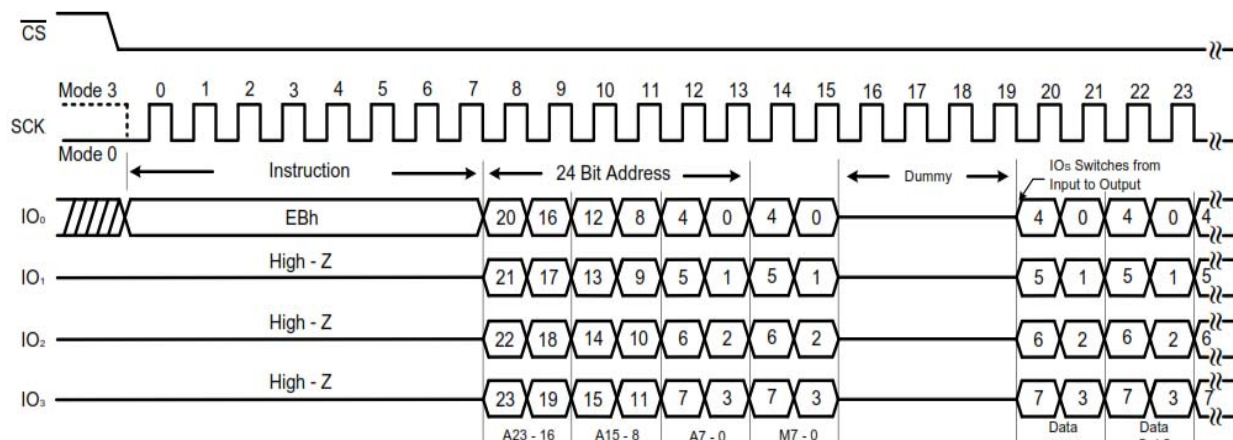 CS
Mode 3 0 1 2 3 4 5 6 7 8 9 10 11 12 13 14 15 16 17 18 19 20 21 22 23
SCK
Mode 0
Instruction 24 Bit Address Dummy IOs Switches from
Input to Output
IO0 EBh 20 16 12 8 4 0 4 0 4 0 4 0 4
High - Z
IO1 21 17 13 9 5 1 5 1 5 1 5 1 5
High - Z
IO2 22 18 14 10 6 2 6 2 6 2 6 2 6
High - Z
IO3 23 19 15 11 7 3 7 3 7 3 7 3 7
A23 - 16 A15 - 8 A7 - 0 M7 - 0 Data Data